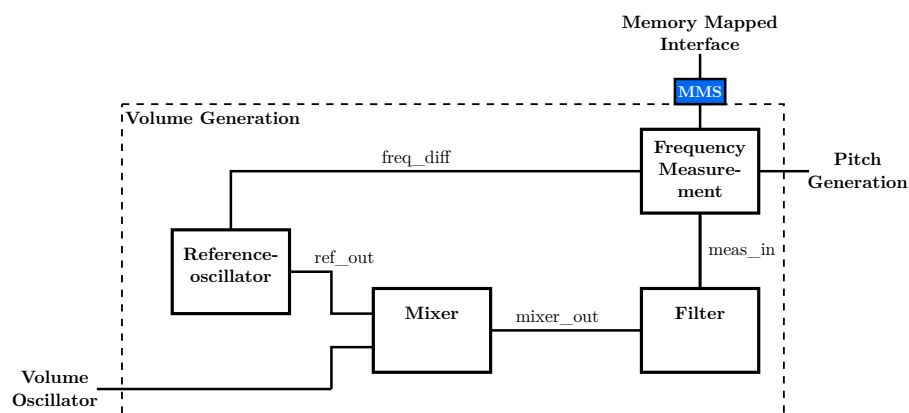 Memory Mapped
Interface
MMS
Volume Generation
Frequency
Measure-
ment
Pitch
Generation
freq_diff
meas_in
Reference-
oscillator
ref_out
Mixer
mixer_out
Filter
Volume
Oscillator